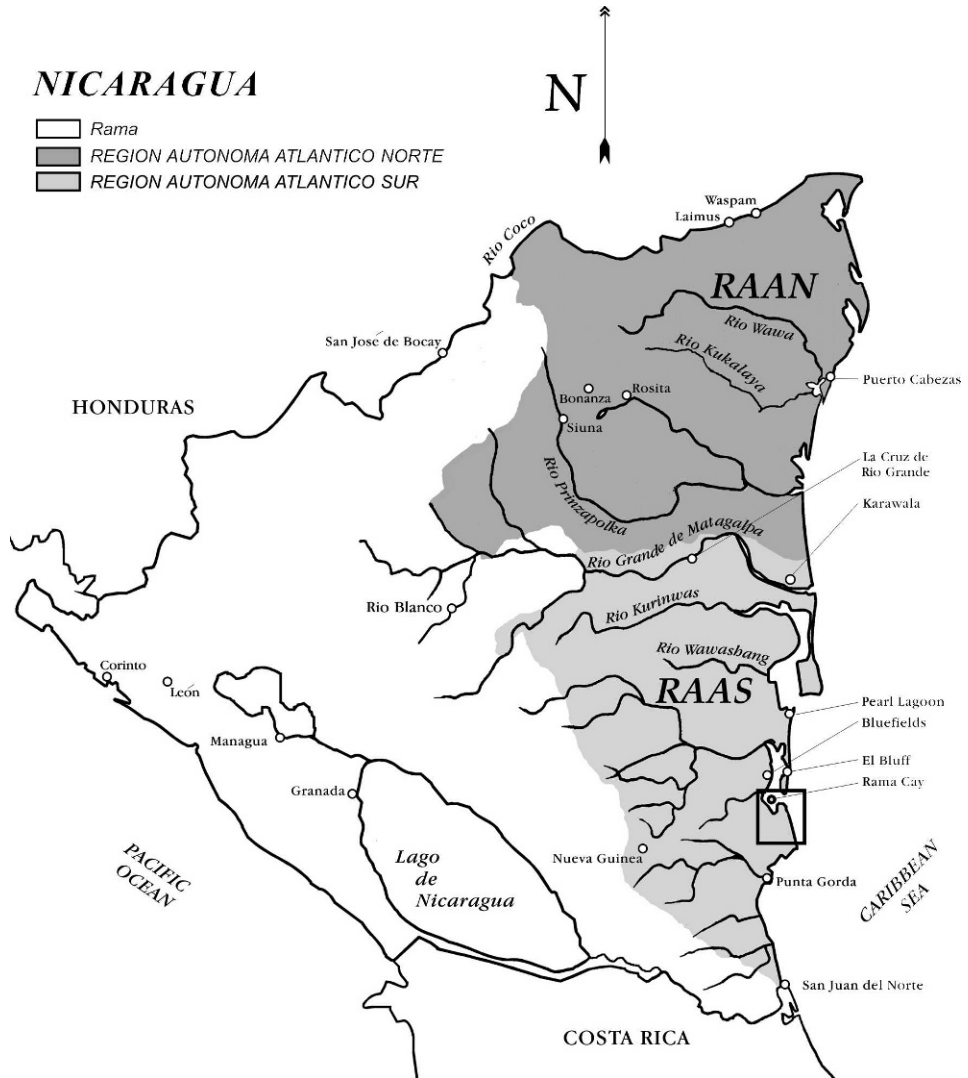 NICARAGUA
N
Rama
REGION AUTONOMA ATLANTICO NORTE
REGION AUTONOMA ATLANTICO SUR
Waspam
Laimus
Rio Coco
RAAN
Rio Wawa
San José de Bocay
Rio Kukalaya
Puerto Cabezas
HONDURAS
Bonanza
Rosita
Siuna
La Cruz de
Rio Grande
Rio Prinzapolka
Karawala
Rio Grande de Matagalpa
Rio Blanco
Rio Kurinwas
Rio Wawashang
Corinto
León
RAAS
Pearl Lagoon
Bluefields
Managua
El Bluff
Rama Cay
Granada
Nueva Guinea
Lago
de
Nicaragua
PACIFIC
OCEAN
Punta Gorda
CARIBBEAN
SEA
San Juan del Norte
COSTA RICA